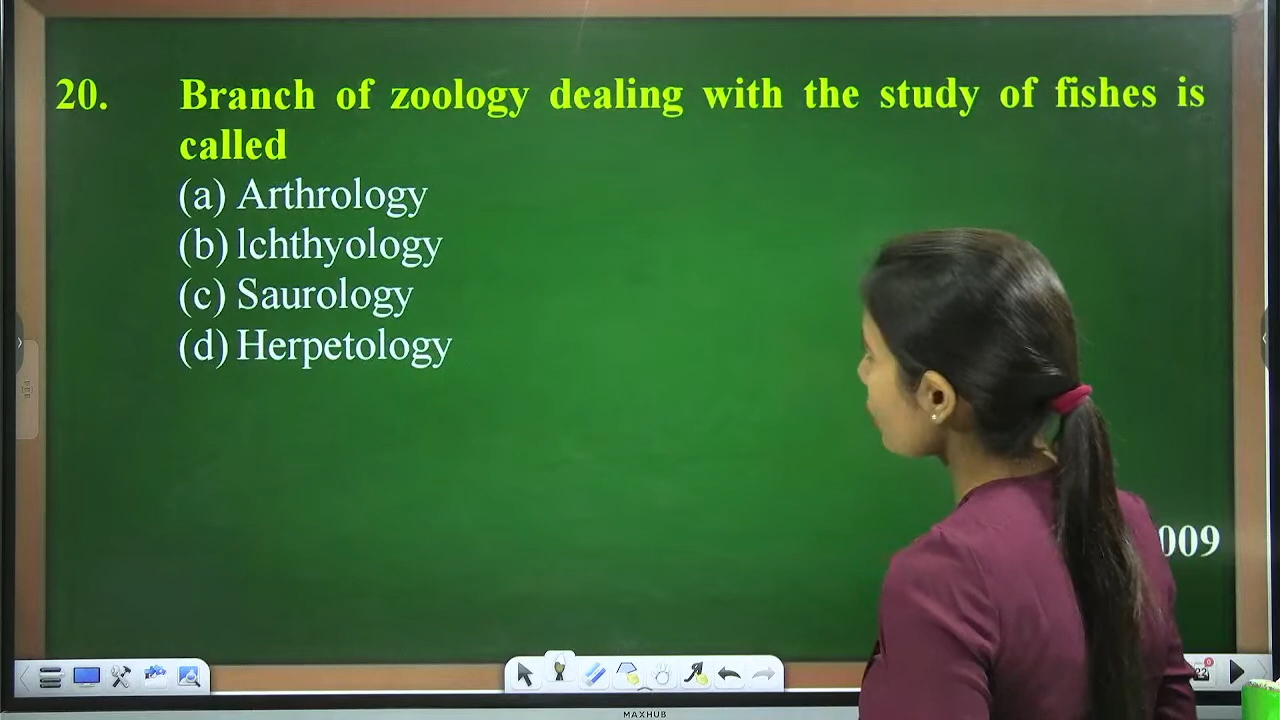 20. Branch of zoology dealing with the study of fishes is
called
(a) Arthrology
(b) lchthyology
(c) Saurology
(d) Herpetology
009
MAXHUB